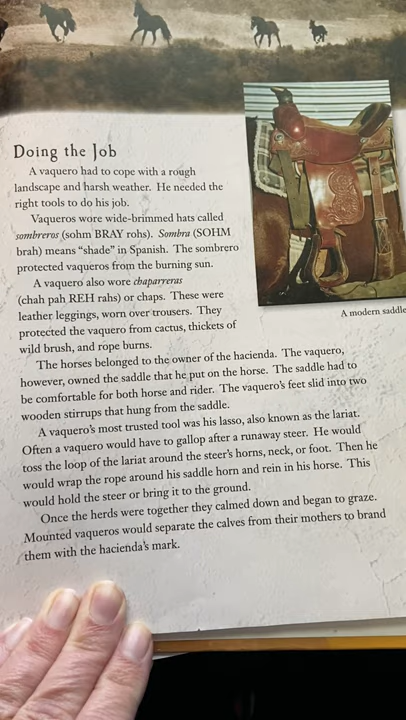 Doing the Job
A vaquero had to cope with a rough
landscape and harsh weather. He needed the
right tools to do his job.
Vaqueros wore wide-brimmed hats called
sombreros (sohm BRAY rohs). Sombra (SOHM
brah) means “shade” in Spanish. The sombrero
protected vaqueros from the burning sun.
A vaquero also wore chaparreras
(chah pah REH rahs) or chaps. These were
leather leggings, worn over trousers. They
protected the vaquero from cactus, thickets of
wild brush, and rope burns.
A modern saddle
The horses belonged to the owner of the hacienda. The vaquero,
however, owned the saddle that he put on the horse. The saddle had to
be comfortable for both horse and rider. The vaquero’s feet slid into two
wooden stirrups that hung from the saddle.
A vaquero’s most trusted tool was his lasso, also known as the lariat.
Often a vaquero would have to gallop after a runaway steer. He would
toss the loop of the lariat around the steer’s horns, neck, or foot. Then he
would wrap the rope around his saddle horn and rein in his horse. This
would hold the steer or bring it to the ground.
Once the herds were together they calmed down and began to graze.
Mounted vaqueros would separate the calves from their mothers to brand
them with the hacienda’s mark.